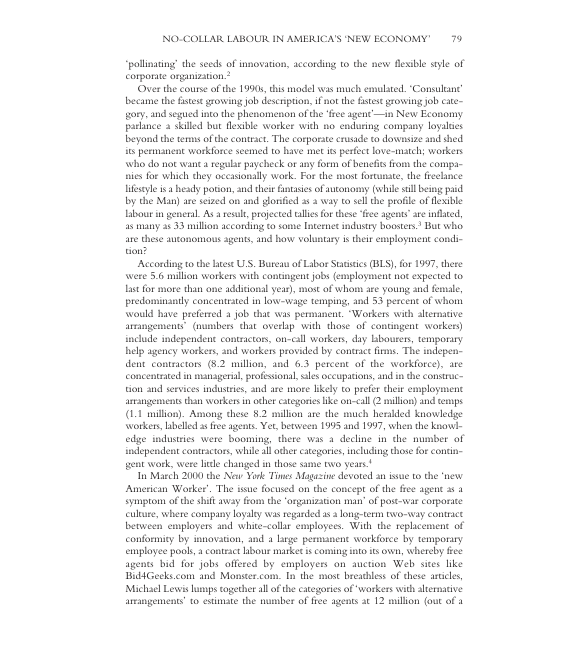 NO-COLLAR LABOUR IN AMERICA'S 'NEW ECONOMY' 79
'pollinating' the seeds of innovation, according to the new flexible style of
corporate organization.²
Over the course of the 1990s, this model was much emulated. 'Consultant'
became the fastest growing job description, if not the fastest growing job cate-
gory, and segued into the phenomenon of the 'free agent'—in New Economy
parlance a skilled but flexible worker with no enduring company loyalties
beyond the terms of the contract. The corporate crusade to downsize and shed
its permanent workforce seemed to have met its perfect love-match; workers
who do not want a regular paycheck or any form of benefits from the compa-
nies for which they occasionally work. For the most fortunate, the freelance
lifestyle is a heady potion, and their fantasies of autonomy (while still being paid
by the Man) are seized on and glorified as a way to sell the profile of flexible
labour in general. As a result, projected tallies for these 'free agents' are inflated,
as many as 33 million according to some Internet industry boosters.³ But who
are these autonomous agents, and how voluntary is their employment condi-
tion?
According to the latest U.S. Bureau of Labor Statistics (BLS), for 1997, there
were 5.6 million workers with contingent jobs (employment not expected to
last for more than one additional year), most of whom are young and female,
predominantly concentrated in low-wage temping, and 53 percent of whom
would have preferred a job that was permanent. 'Workers with alternative
arrangements' (numbers that overlap with those of contingent workers)
include independent contractors, on-call workers, day labourers, temporary
help agency workers, and workers provided by contract firms. The indepen-
dent contractors (8.2 million, and 6.3 percent of the workforce), are
concentrated in managerial, professional, sales occupations, and in the construc-
tion and services industries, and are more likely to prefer their employment
arrangements than workers in other categories like on-call (2 million) and temps
(1.1 million). Among these 8.2 million are the much heralded knowledge
workers, labelled as free agents. Yet, between 1995 and 1997, when the knowl-
edge industries were booming, there was a decline in the number of
independent contractors, while all other categories, including those for contin-
gent work, were little changed in those same two years.⁴
In March 2000 the New York Times Magazine devoted an issue to the 'new
American Worker'. The issue focused on the concept of the free agent as a
symptom of the shift away from the 'organization man' of post-war corporate
culture, where company loyalty was regarded as a long-term two-way contract
between employers and white-collar employees. With the replacement of
conformity by innovation, and a large permanent workforce by temporary
employee pools, a contract labour market is coming into its own, whereby free
agents bid for jobs offered by employers on auction Web sites like
Bid4Geeks.com and Monster.com. In the most breathless of these articles,
Michael Lewis lumps together all of the categories of 'workers with alternative
arrangements' to estimate the number of free agents at 12 million (out of a